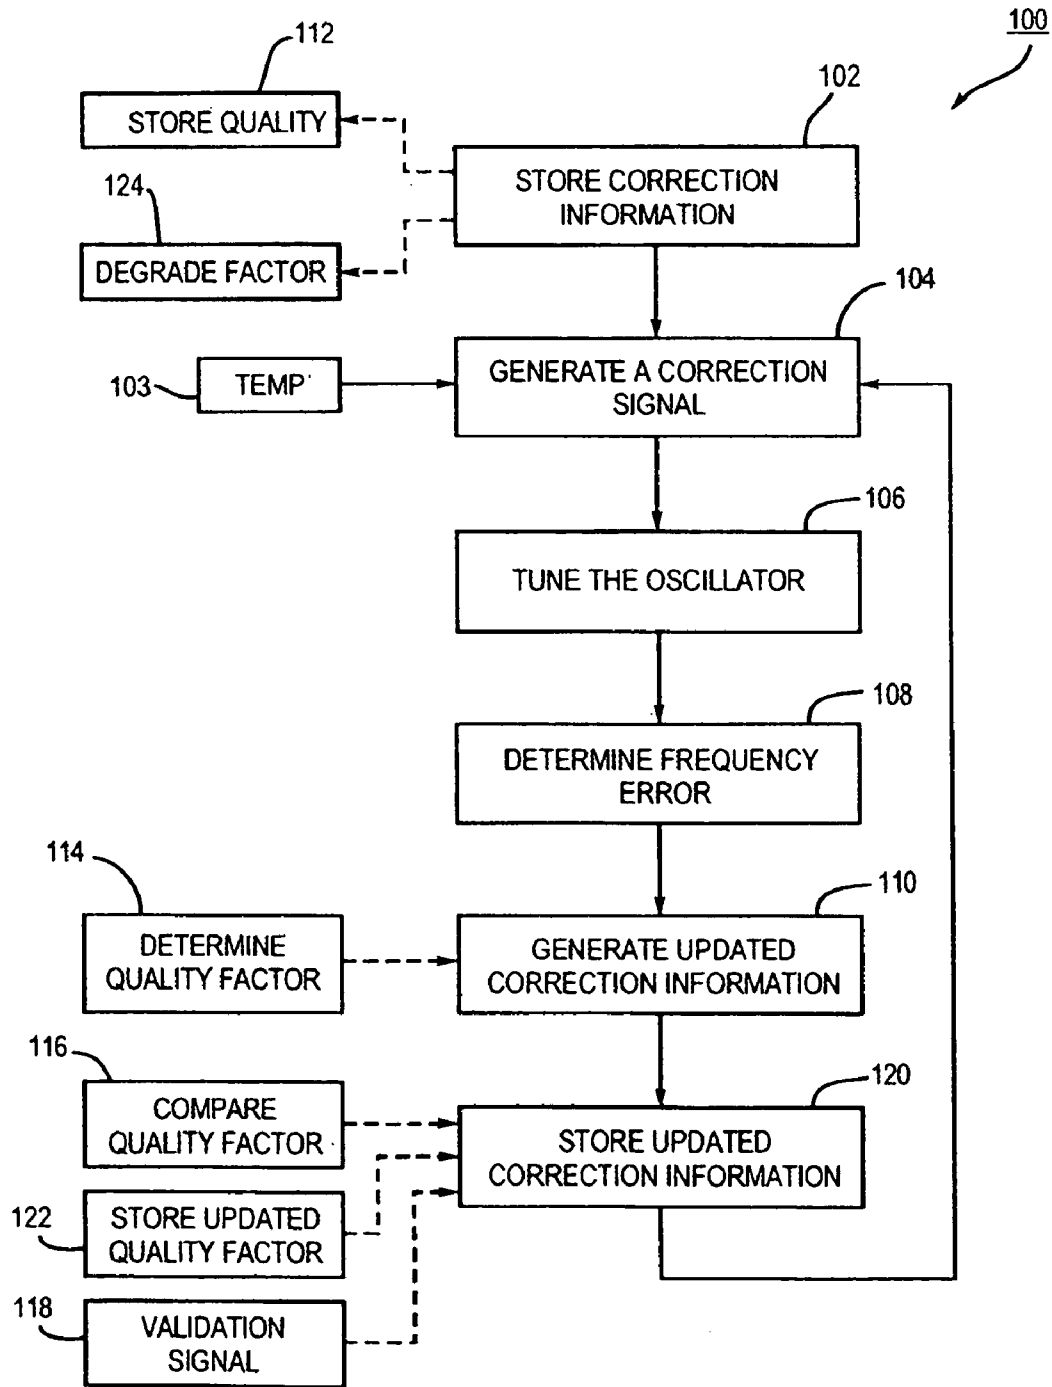 100
112
102
STORE QUALITY
STORE CORRECTION
INFORMATION
124
DEGRADE FACTOR
104
103
TEMP
GENERATE A CORRECTION
SIGNAL
106
TUNE THE OSCILLATOR
108
DETERMINE FREQUENCY
ERROR
114
110
DETERMINE
QUALITY FACTOR
GENERATE UPDATED
CORRECTION INFORMATION
116
120
COMPARE
QUALITY FACTOR
STORE UPDATED
CORRECTION INFORMATION
122
STORE UPDATED
QUALITY FACTOR
118
VALIDATION
SIGNAL